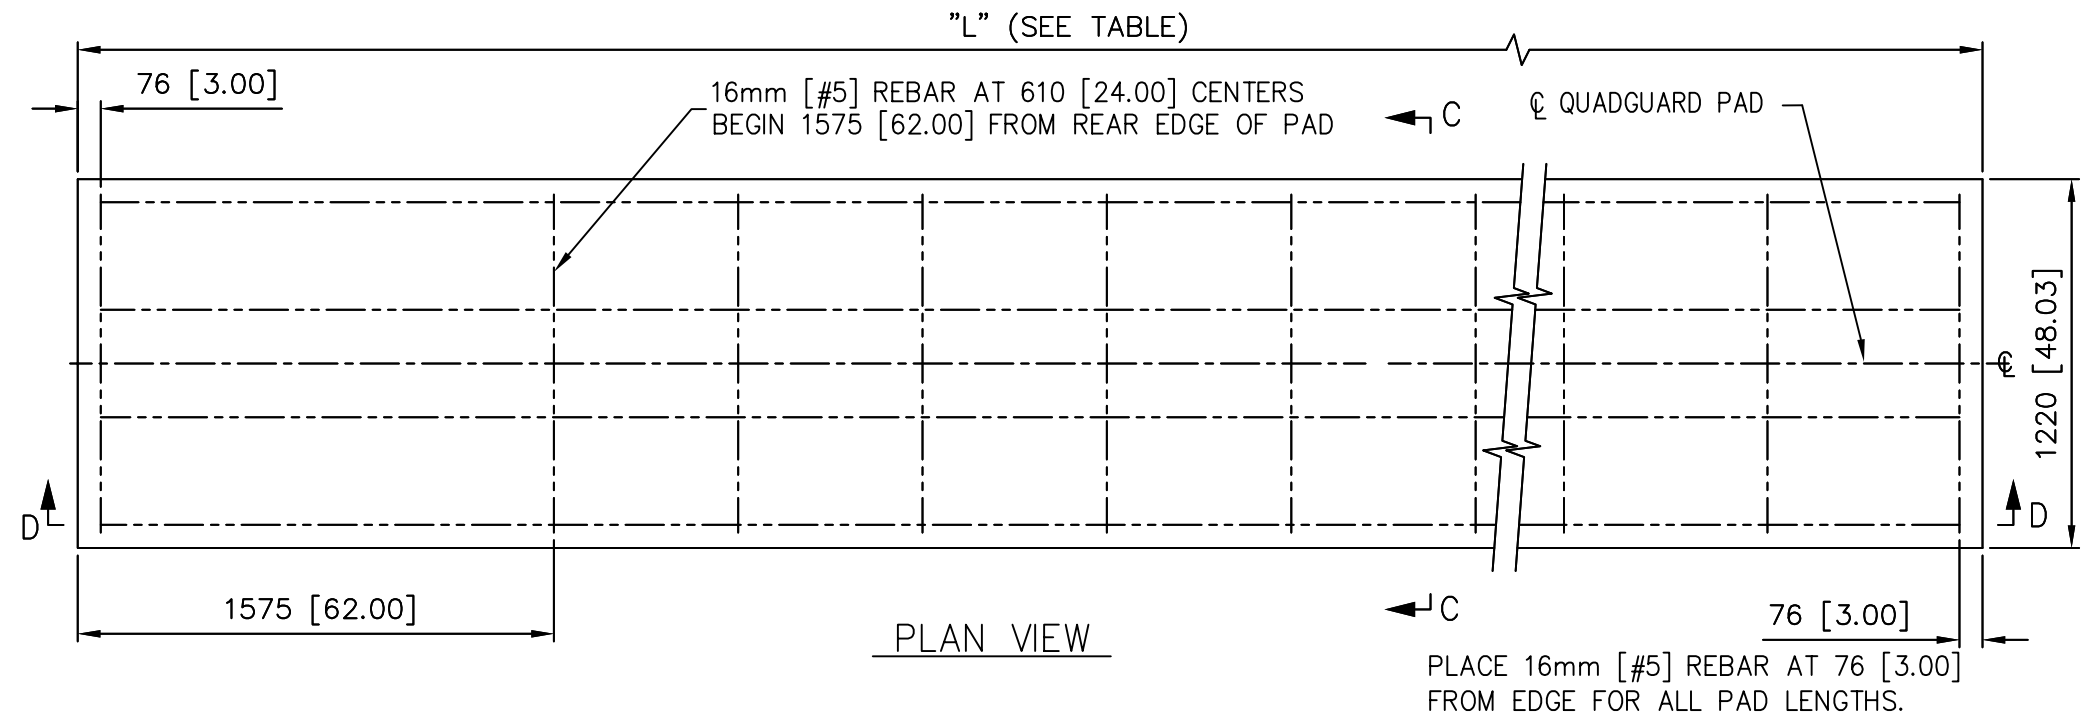 "L" (SEE TABLE)
76 [3.00]
16mm [#5] REBAR AT 610 [24.00] CENTERS
BEGIN 1575 [62.00] FROM REAR EDGE OF PAD
C
℄ QUADGUARD PAD
℄
1220 [48.03]
D
D
1575 [62.00]
PLAN VIEW
C
76 [3.00]
PLACE 16mm [#5] REBAR AT 76 [3.00]
FROM EDGE FOR ALL PAD LENGTHS.